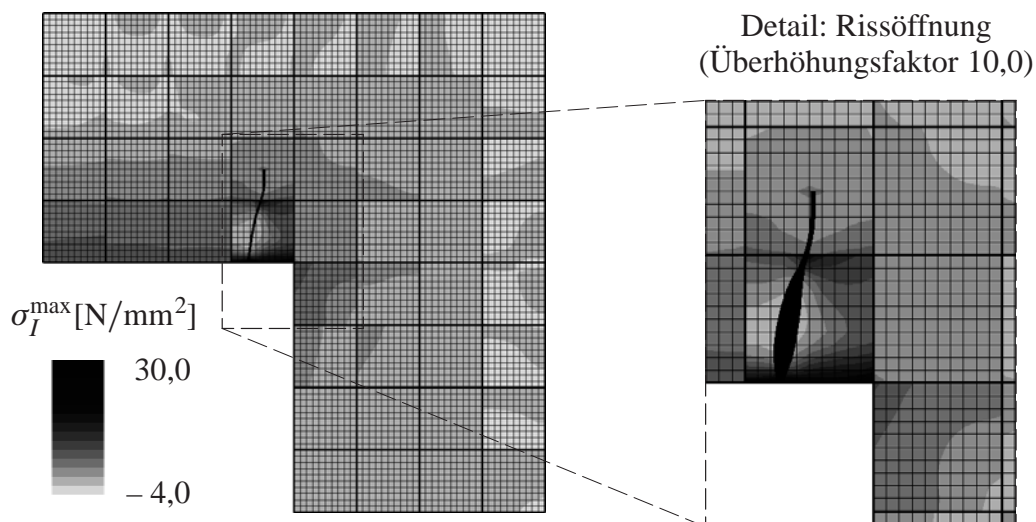 Detail: Rissöffnung
(Überhöhungsfaktor 10,0)
σ_I^max [N/mm²]
30,0
– 4,0